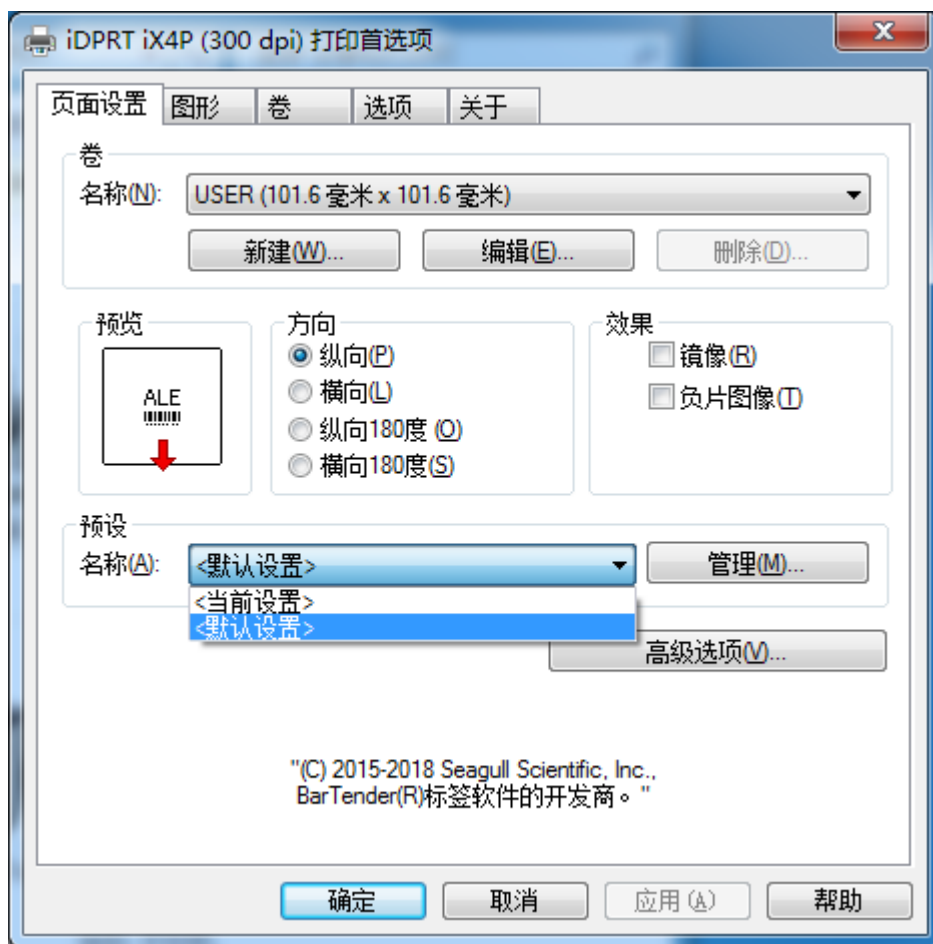 iDPRT iX4P (300 dpi) 打印首选项
页面设置 图形 卷 选项 关于
卷
名称(N): USER (101.6 毫米 x 101.6 毫米)
新建(W)... 编辑(E)... 删除(D)...
预览 方向 效果
纵向(P) 镜像(R)
ALE 横向(L) 负片图像(T)
纵向180度 (O)
横向180度(S)
预设
名称(A): <默认设置> 管理(M)...
<当前设置>
<默认设置>
高级选项(V)...
"(C) 2015-2018 Seagull Scientific, Inc.,
BarTender(R)标签软件的开发商。"
确定 取消 应用(A) 帮助